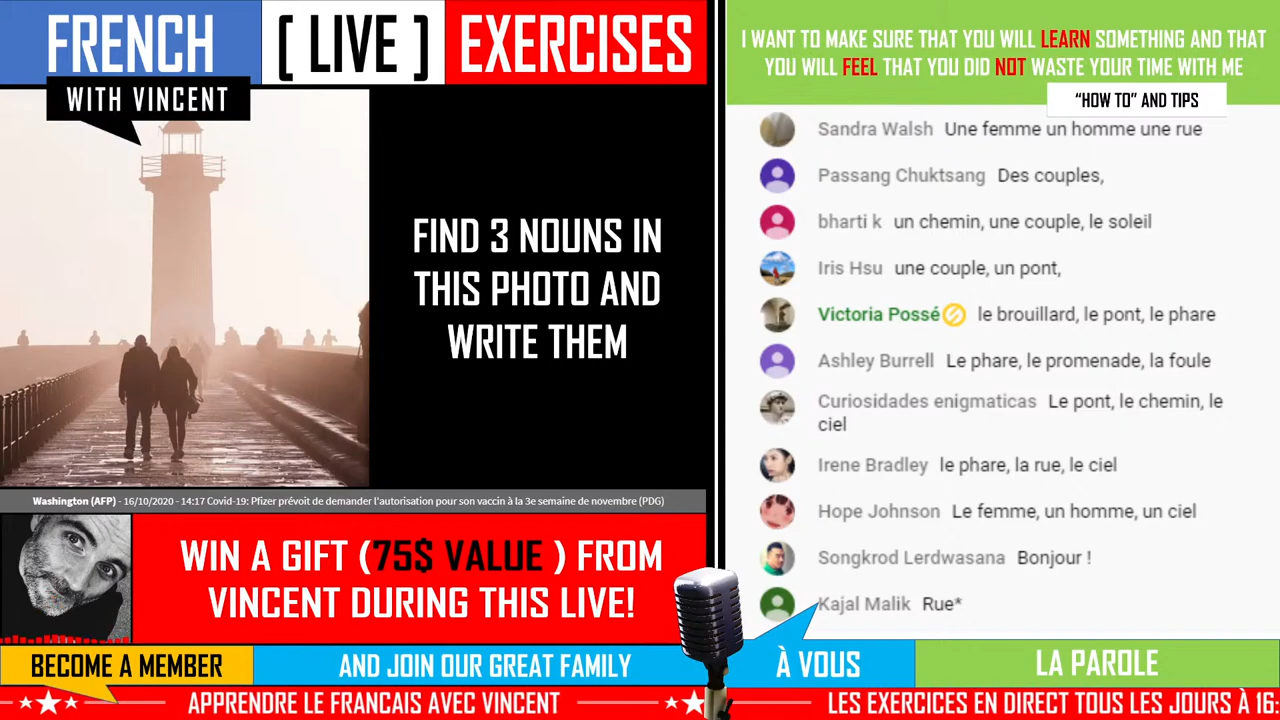 FRENCH
[ LIVE ]
EXERCISES
WITH VINCENT
FIND 3 NOUNS IN
THIS PHOTO AND
WRITE THEM
Washington (AFP) - 16/10/2020 - 14:17 Covid-19: Pfizer prévoit de demander l'autorisation pour son vaccin à la 3e semaine de novembre (PDG)
WIN A GIFT (75$ VALUE ) FROM
VINCENT DURING THIS LIVE!
BECOME A MEMBER
AND JOIN OUR GREAT FAMILY
I WANT TO MAKE SURE THAT YOU WILL LEARN SOMETHING AND THAT
YOU WILL FEEL THAT YOU DID NOT WASTE YOUR TIME WITH ME
“HOW TO” AND TIPS
Sandra Walsh Une femme un homme une rue
Passang Chuktsang Des couples,
bharti k un chemin, une couple, le soleil
Iris Hsu une couple, un pont,
Victoria Possé le brouillard, le pont, le phare
Ashley Burrell Le phare, le promenade, la foule
Curiosidades enigmaticas Le pont, le chemin, le
ciel
Irene Bradley le phare, la rue, le ciel
Hope Johnson Le femme, un homme, un ciel
Songkrod Lerdwasana Bonjour !
Kajal Malik Rue*
À VOUS
LA PAROLE
APPRENDRE LE FRANCAIS AVEC VINCENT
LES EXERCICES EN DIRECT TOUS LES JOURS À 16: